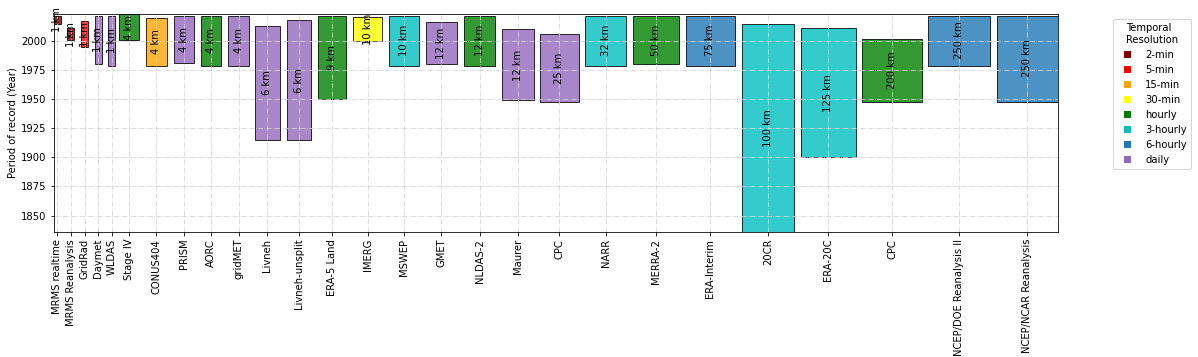 Period of record (Year)
2000
1975
1950
1925
1900
1875
1850
1 km
1 km
1 km
1 km
1 km
4 km
4 km
4 km
4 km
4 km
6 km
6 km
9 km
10 km
10 km
12 km
12 km
12 km
25 km
32 km
50 km
75 km
100 km
125 km
200 km
250 km
250 km
MRMS realtime
MRMS Reanalysis
GridRad
Daymet
WLDAS
Stage IV
CONUS404
PRISM
AORC
gridMET
Livneh
Livneh-unsplit
ERA-5 Land
IMERG
MSWEP
GMET
NLDAS-2
Maurer
CPC
NARR
MERRA-2
ERA-Interim
20CR
ERA-20C
CPC
NCEP/DOE Reanalysis II
NCEP/NCAR Reanalysis
Temporal
Resolution
2-min
5-min
15-min
30-min
hourly
3-hourly
6-hourly
daily